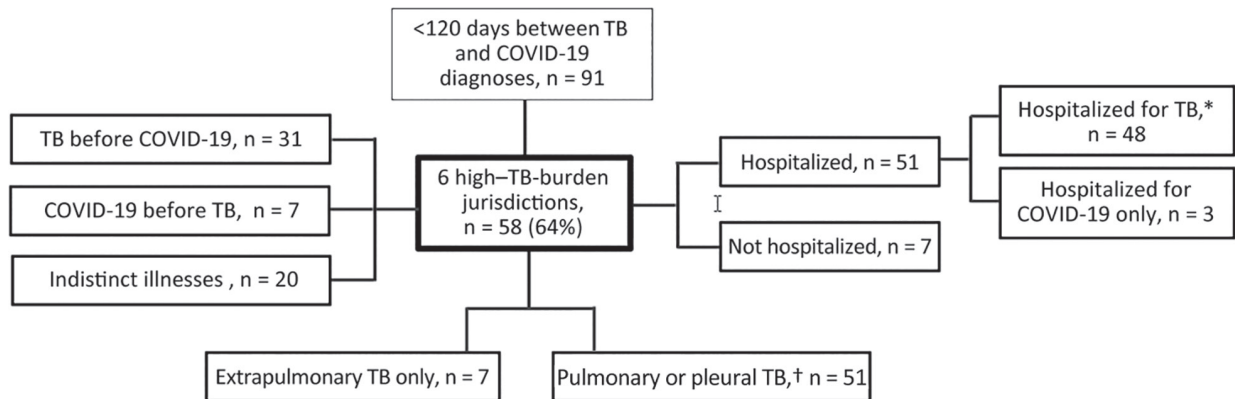 <120 days between TB
and COVID-19
diagnoses, n = 91
TB before COVID-19, n = 31
COVID-19 before TB, n = 7
Indistinct illnesses , n = 20
6 high–TB-burden
jurisdictions,
n = 58 (64%)
Hospitalized, n = 51
Not hospitalized, n = 7
Hospitalized for TB,*
n = 48
Hospitalized for
COVID-19 only, n = 3
Extrapulmonary TB only, n = 7
Pulmonary or pleural TB,† n = 51